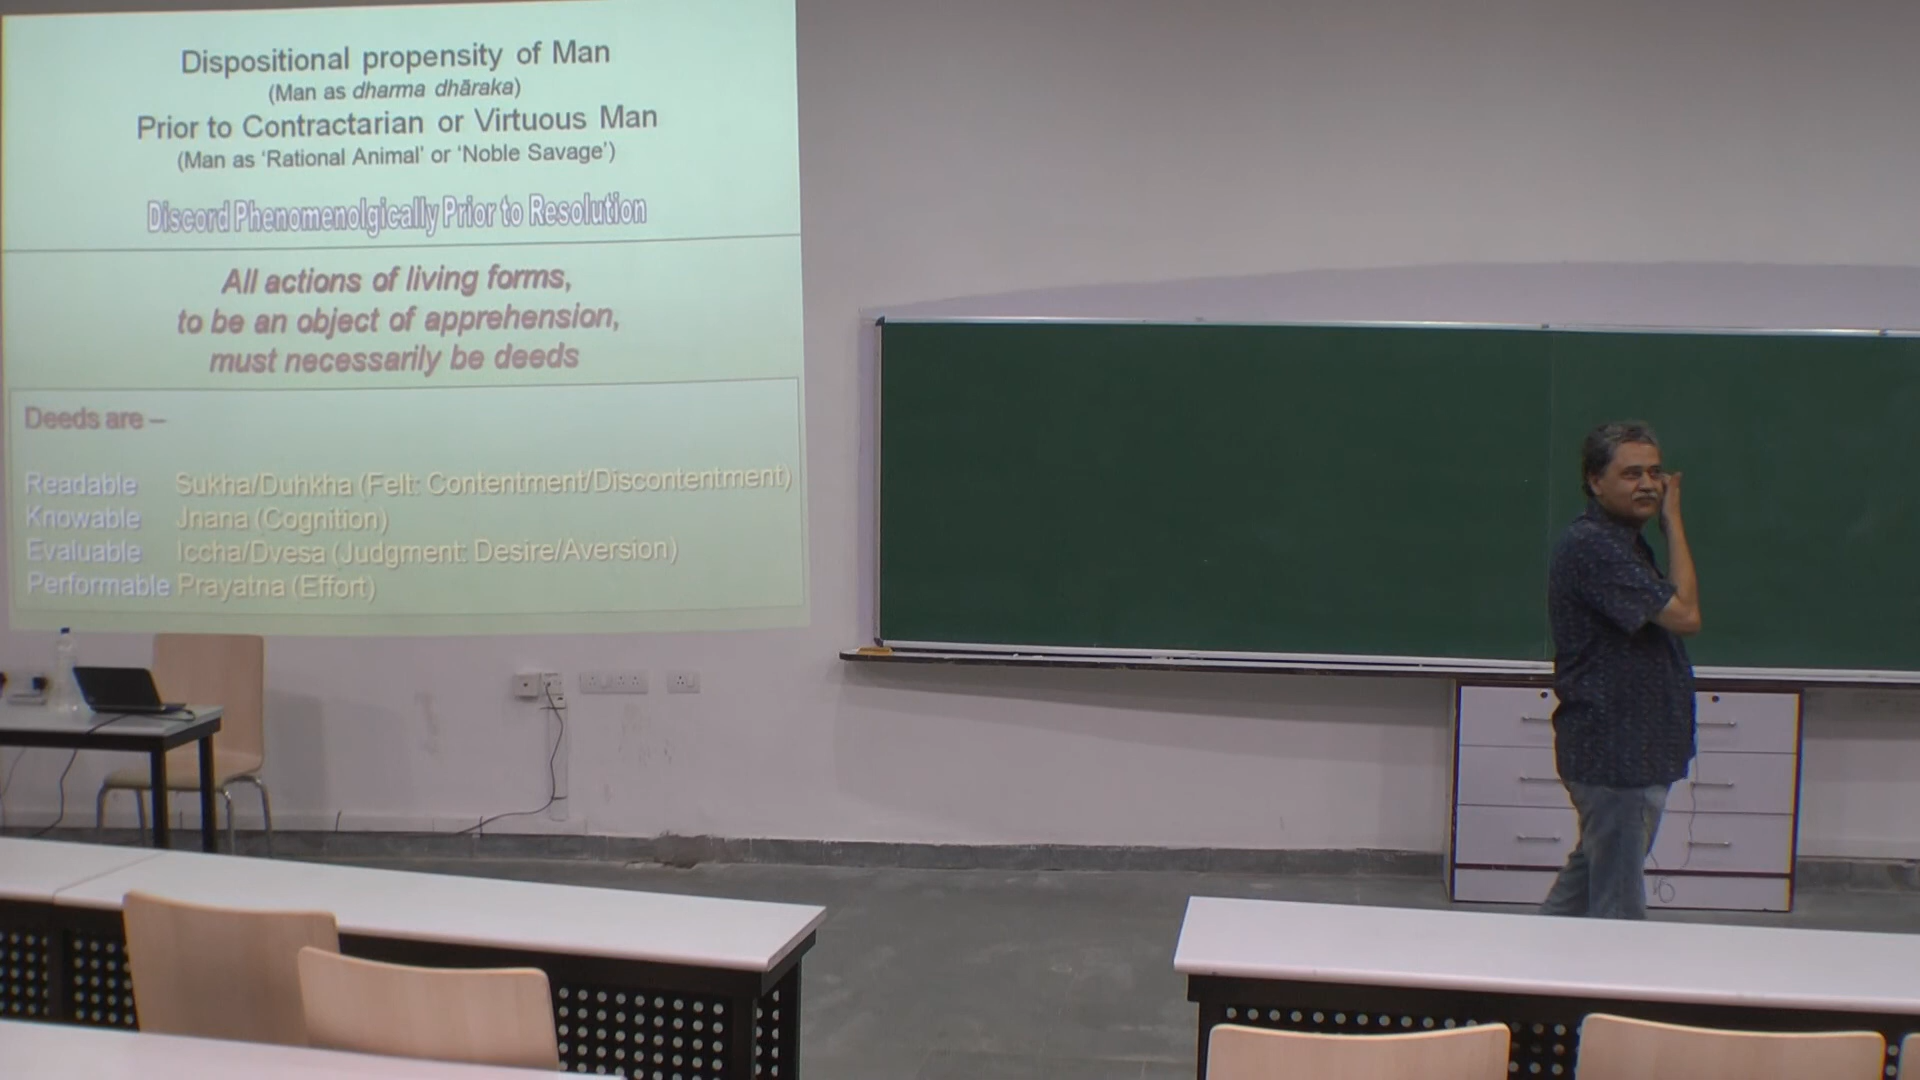 Dispositional propensity of Man
(Man as dharma dhāraka)
Prior to Contractarian or Virtuous Man
(Man as ‘Rational Animal’ or ‘Noble Savage’)
Discord Phenomenolgically Prior to Resolution
All actions of living forms,
to be an object of apprehension,
must necessarily be deeds
Deeds are –
Readable Sukha/Duhkha (Felt: Contentment/Discontentment)
Knowable Jnana (Cognition)
Evaluable Iccha/Dvesa (Judgment: Desire/Aversion)
Performable Prayatna (Effort)